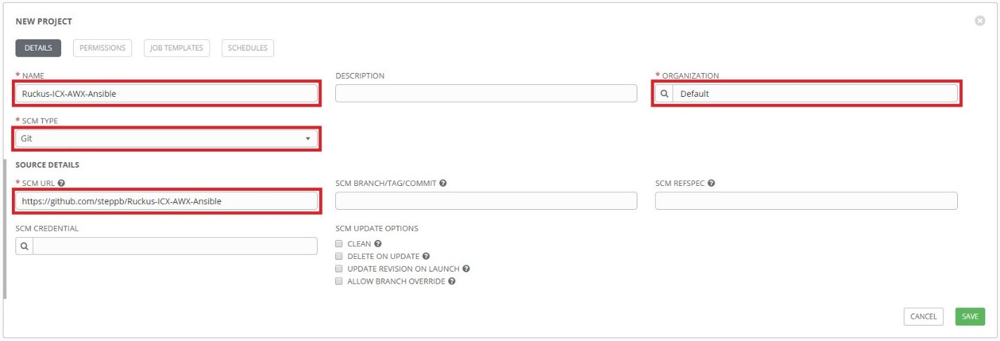 NEW PROJECT
DETAILS PERMISSIONS JOB TEMPLATES SCHEDULES
* NAME DESCRIPTION * ORGANIZATION
Ruckus-ICX-AWX-Ansible Default
* SCM TYPE
Git
SOURCE DETAILS
* SCM URL SCM BRANCH/TAG/COMMIT SCM REFSPEC
https://github.com/steppb/Ruckus-ICX-AWX-Ansible
SCM CREDENTIAL SCM UPDATE OPTIONS
CLEAN
DELETE ON UPDATE
UPDATE REVISION ON LAUNCH
ALLOW BRANCH OVERRIDE
CANCEL SAVE